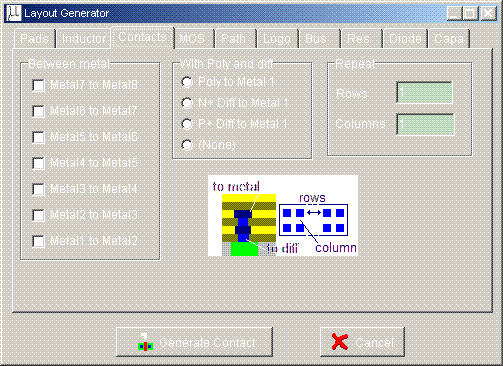 Layout Generator
Pads Inductor Contacts MOS Path Logo Bus Res Diode Capa
Between metal
Metal7 to Metal8
Metal6 to Metal7
Metal5 to Metal6
Metal4 to Metal5
Metal3 to Metal4
Metal2 to Metal3
Metal1 to Metal2
With Poly and diff
Poly to Metal 1
N+ Diff to Metal 1
P+ Diff to Metal 1
(None)
Repeat
Rows
Columns
to metal
rows
to diff
column
Generate Contact
Cancel